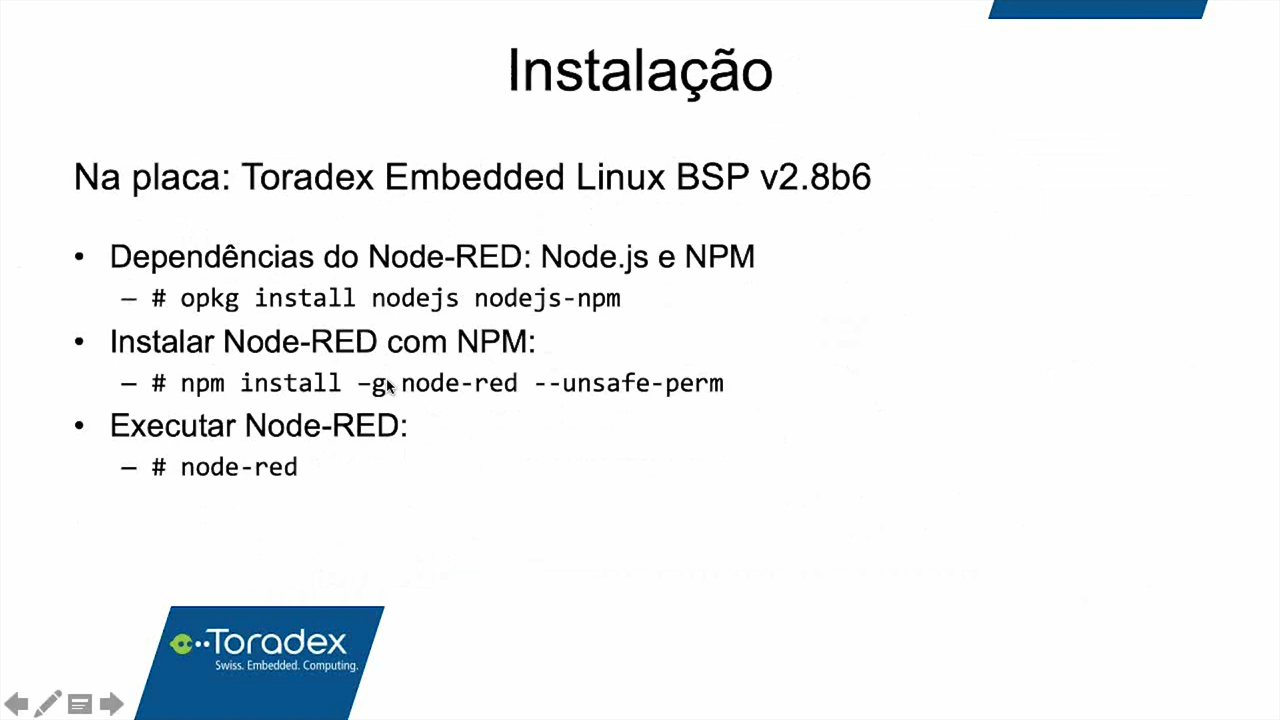 Instalação
Na placa: Toradex Embedded Linux BSP v2.8b6
• Dependências do Node-RED: Node.js e NPM
– # opkg install nodejs nodejs-npm
• Instalar Node-RED com NPM:
– # npm install –g node-red --unsafe-perm
• Executar Node-RED:
– # node-red
Toradex
Swiss. Embedded. Computing.